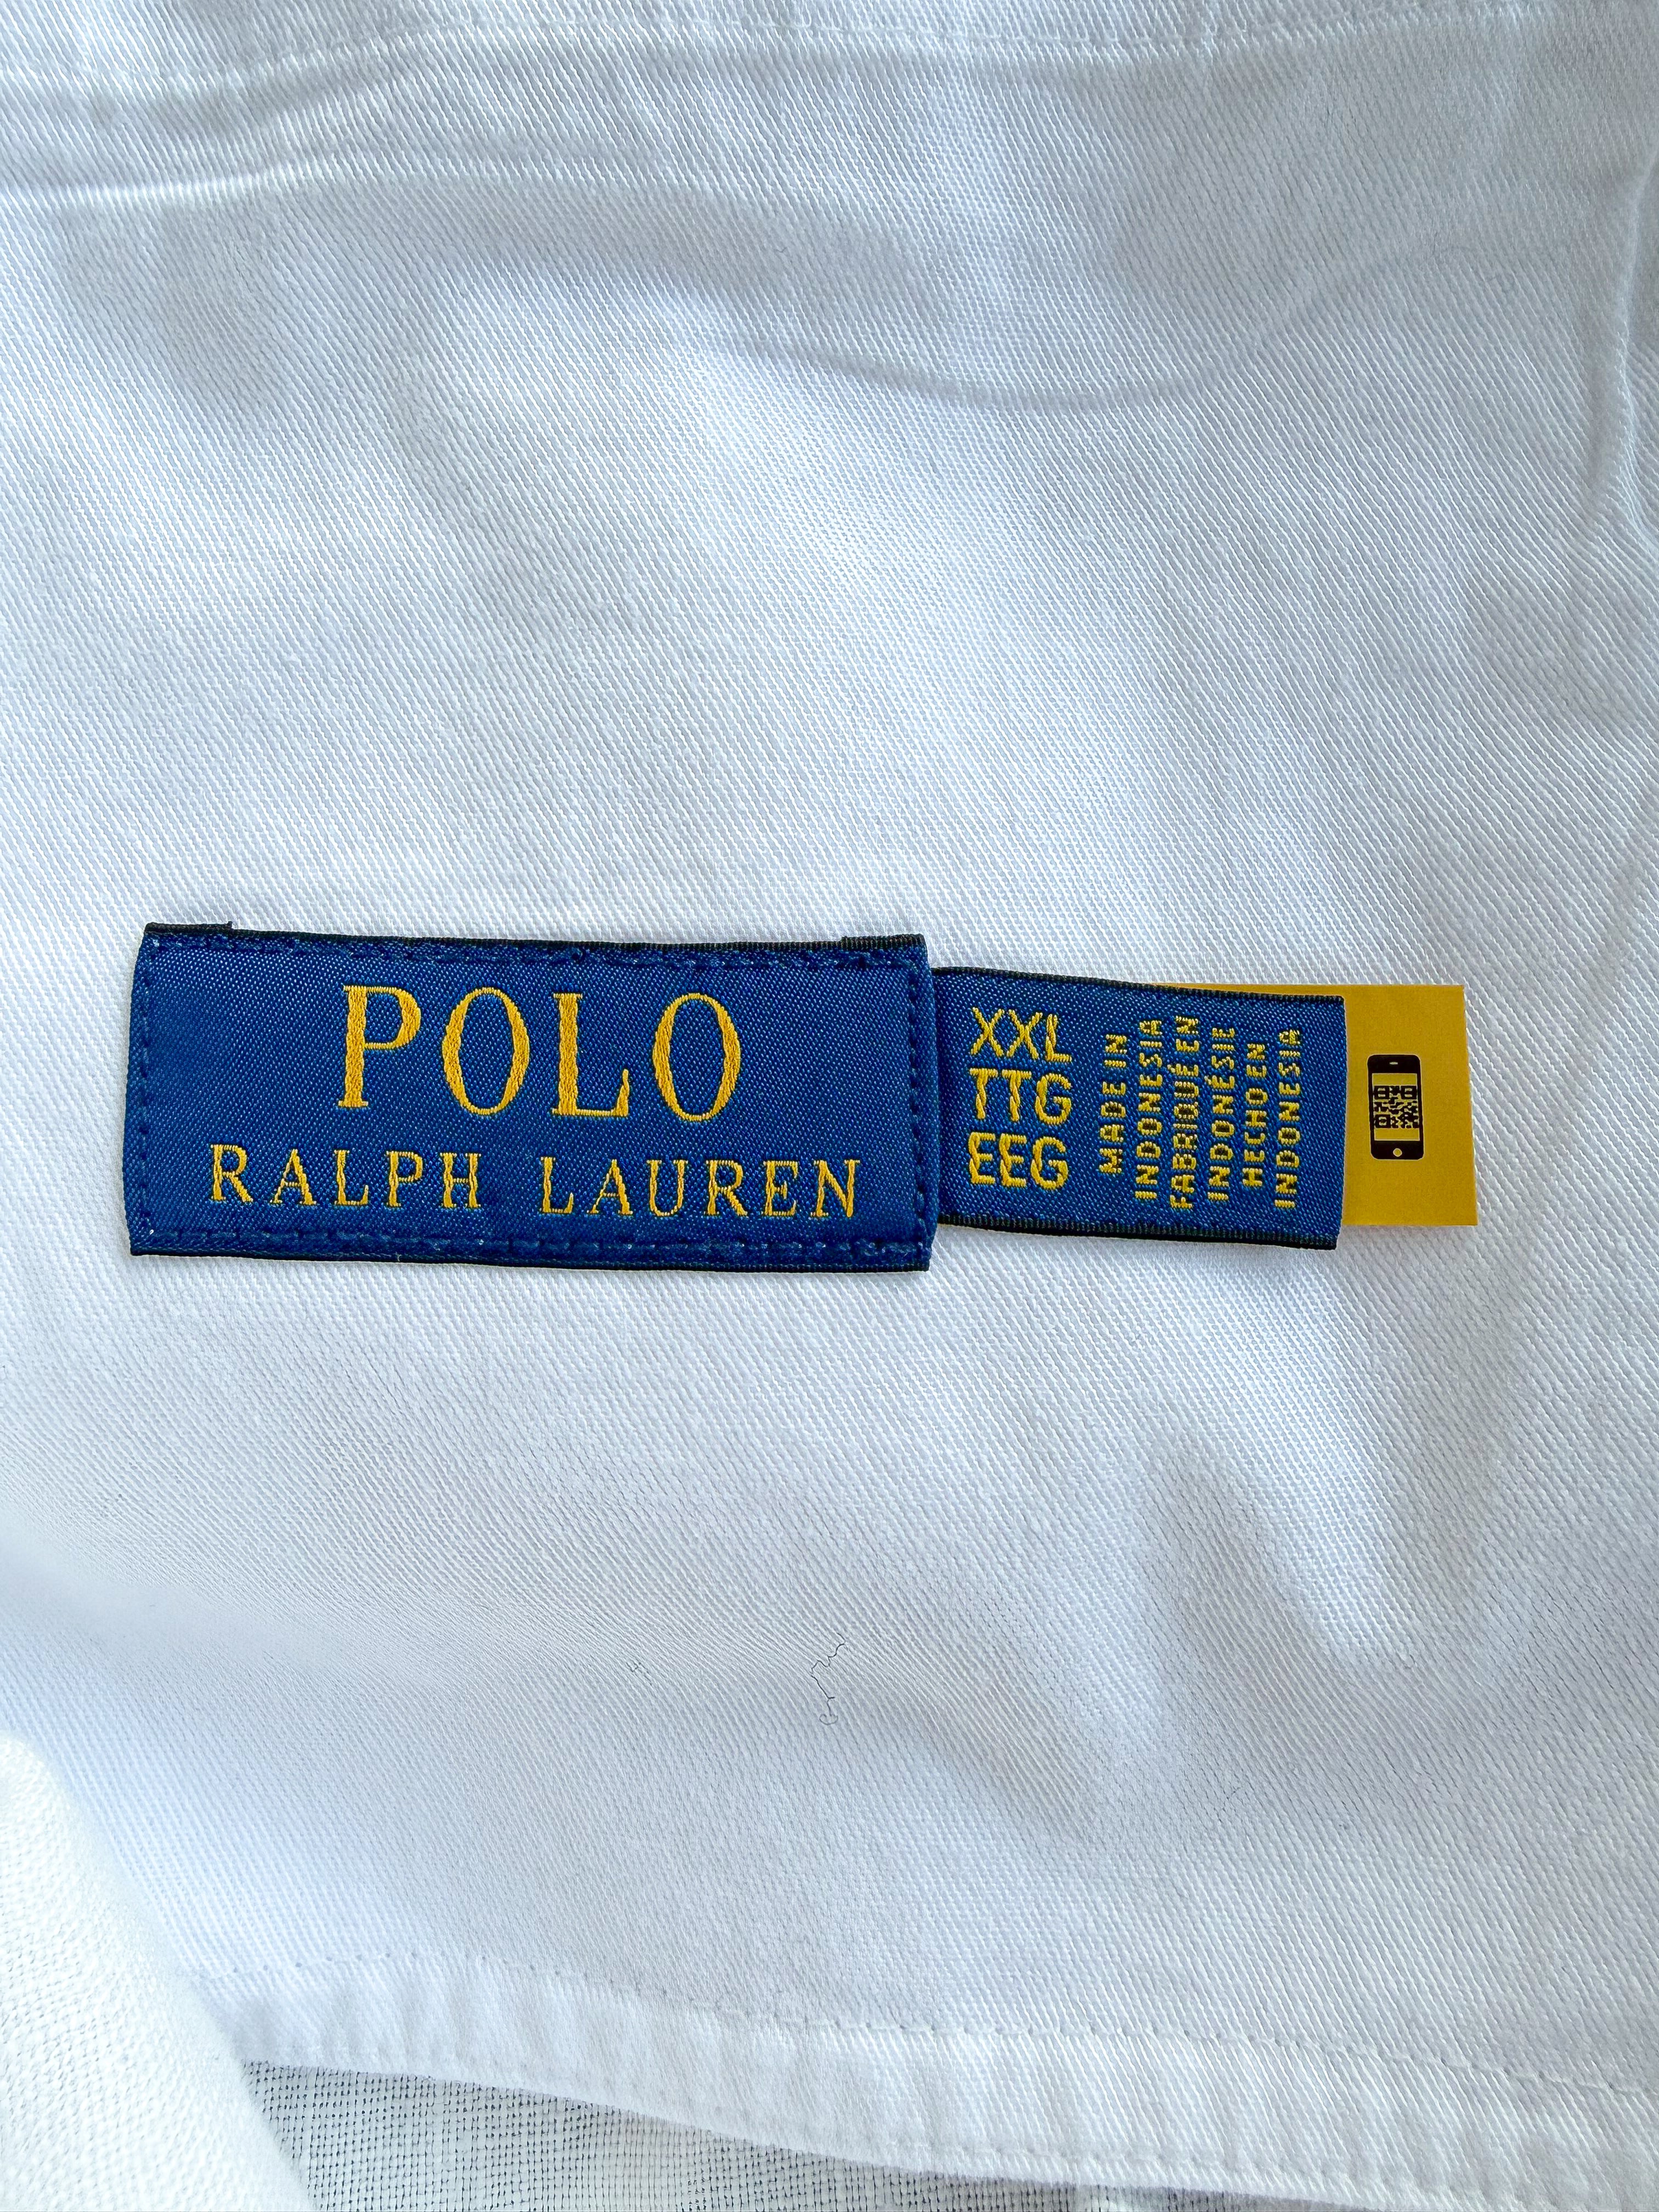 POLO
RALPH LAUREN
XXL
TTG
EEG
MADE IN
INDONESIA
FABRIQUÉ EN
INDONÉSIE
HECHO EN
INDONESIA